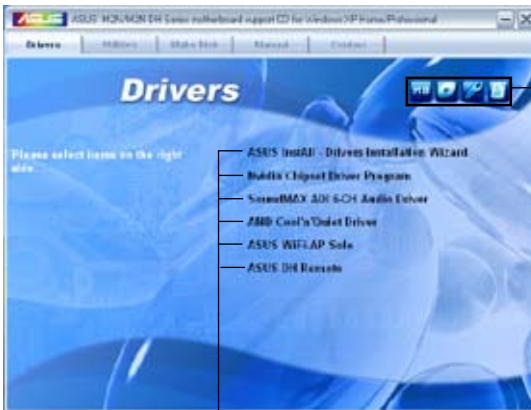 ASUS M2N/M2N DH Series motherboard support CD for Windows XP Home/Professional
Drivers Utilities Make Disk Manual Contact
Drivers
Please select items on the right side.
ASUS InstAll - Drivers Installation Wizard
Nvidia Chipset Driver Program
SoundMAX ADI 6-CH Audio Driver
AMD Cool'n'Quiet Driver
ASUS WiFi-AP Solo
ASUS DH Remote